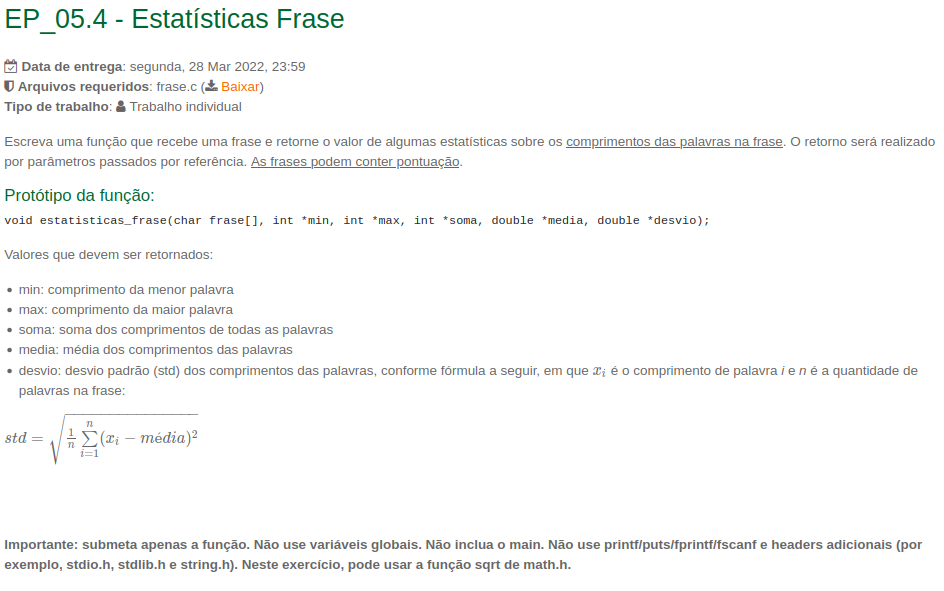 EP_05.4 - Estatísticas Frase
Data de entrega: segunda, 28 Mar 2022, 23:59
Arquivos requeridos: frase.c (Baixar)
Tipo de trabalho: Trabalho individual
Escreva uma função que recebe uma frase e retorne o valor de algumas estatísticas sobre os comprimentos das palavras na frase. O retorno será realizado
por parâmetros passados por referência. As frases podem conter pontuação.
Protótipo da função:
void estatisticas_frase(char frase[], int *min, int *max, int *soma, double *media, double *desvio);
Valores que devem ser retornados:
• min: comprimento da menor palavra
• max: comprimento da maior palavra
• soma: soma dos comprimentos de todas as palavras
• media: média dos comprimentos das palavras
• desvio: desvio padrão (std) dos comprimentos das palavras, conforme fórmula a seguir, em que x_i é o comprimento de palavra i e n é a quantidade de
palavras na frase:
std = √(1/n ∑_{i=1}^{n} (x_i − média)²)
Importante: submeta apenas a função. Não use variáveis globais. Não inclua o main. Não use printf/puts/fprintf/fscanf e headers adicionais (por
exemplo, stdio.h, stdlib.h e string.h). Neste exercício, pode usar a função sqrt de math.h.